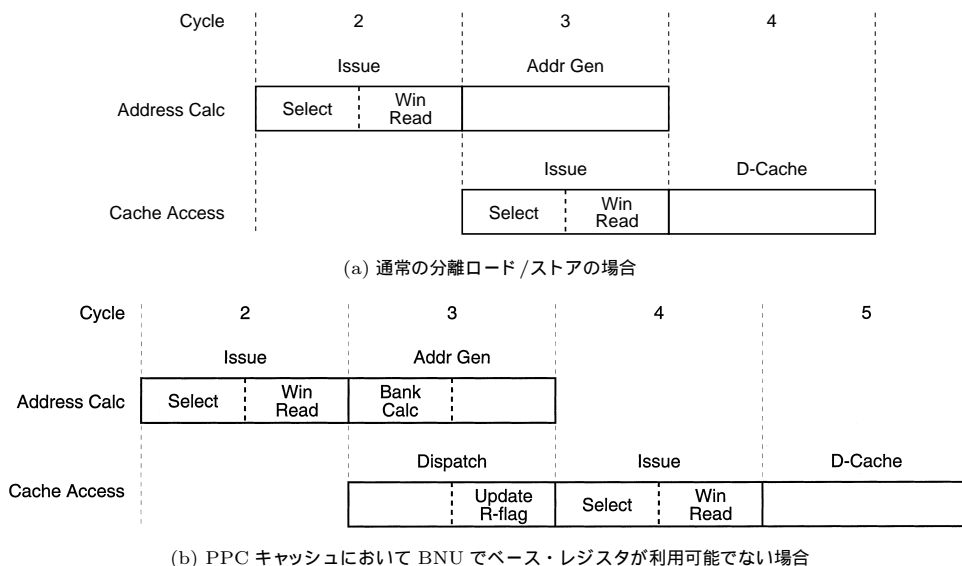 Cycle 2 3 4
Issue Addr Gen
Address Calc Select Win Read
Issue D-Cache
Cache Access Select Win Read
(a) 通常の分離ロード/ストアの場合
Cycle 2 3 4 5
Issue Addr Gen
Address Calc Select Win Read Bank Calc
Dispatch Issue D-Cache
Cache Access Update R-flag Select Win Read
(b) PPC キャッシュにおいて BNU でベース・レジスタが利用可能でない場合